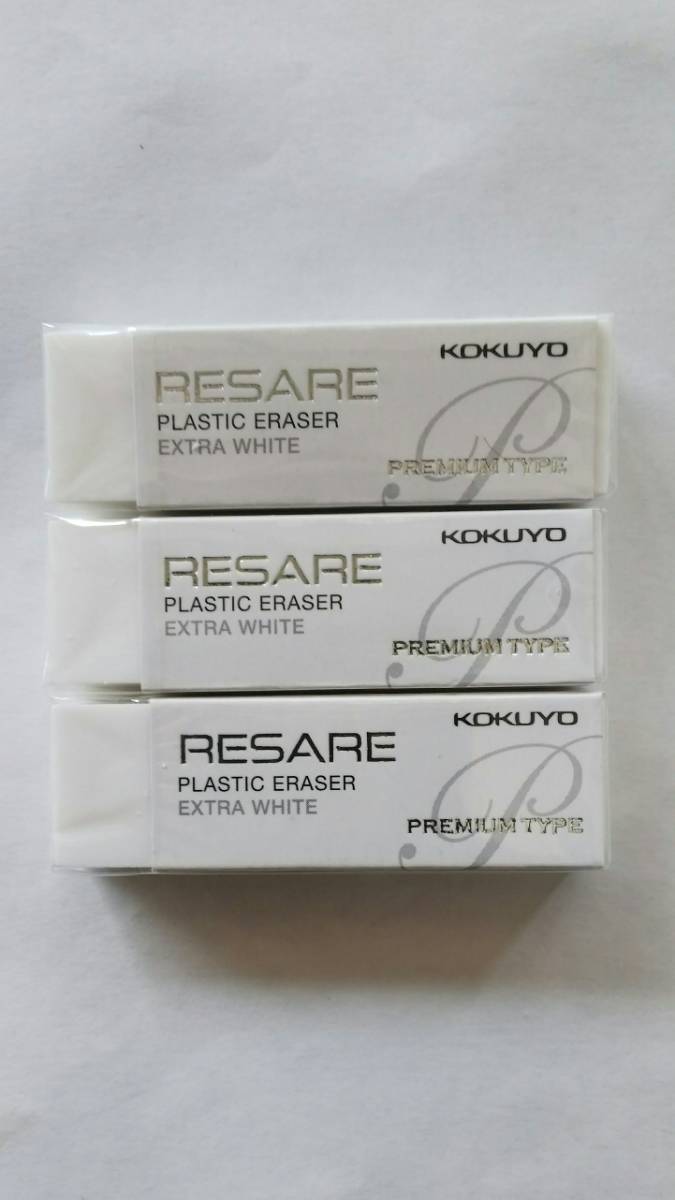 KOKUYO
RESARE
PLASTIC ERASER
EXTRA WHITE
P
PREMIUM TYPE
KOKUYO
RESARE
PLASTIC ERASER
EXTRA WHITE
P
PREMIUM TYPE
KOKUYO
RESARE
PLASTIC ERASER
EXTRA WHITE
P
PREMIUM TYPE